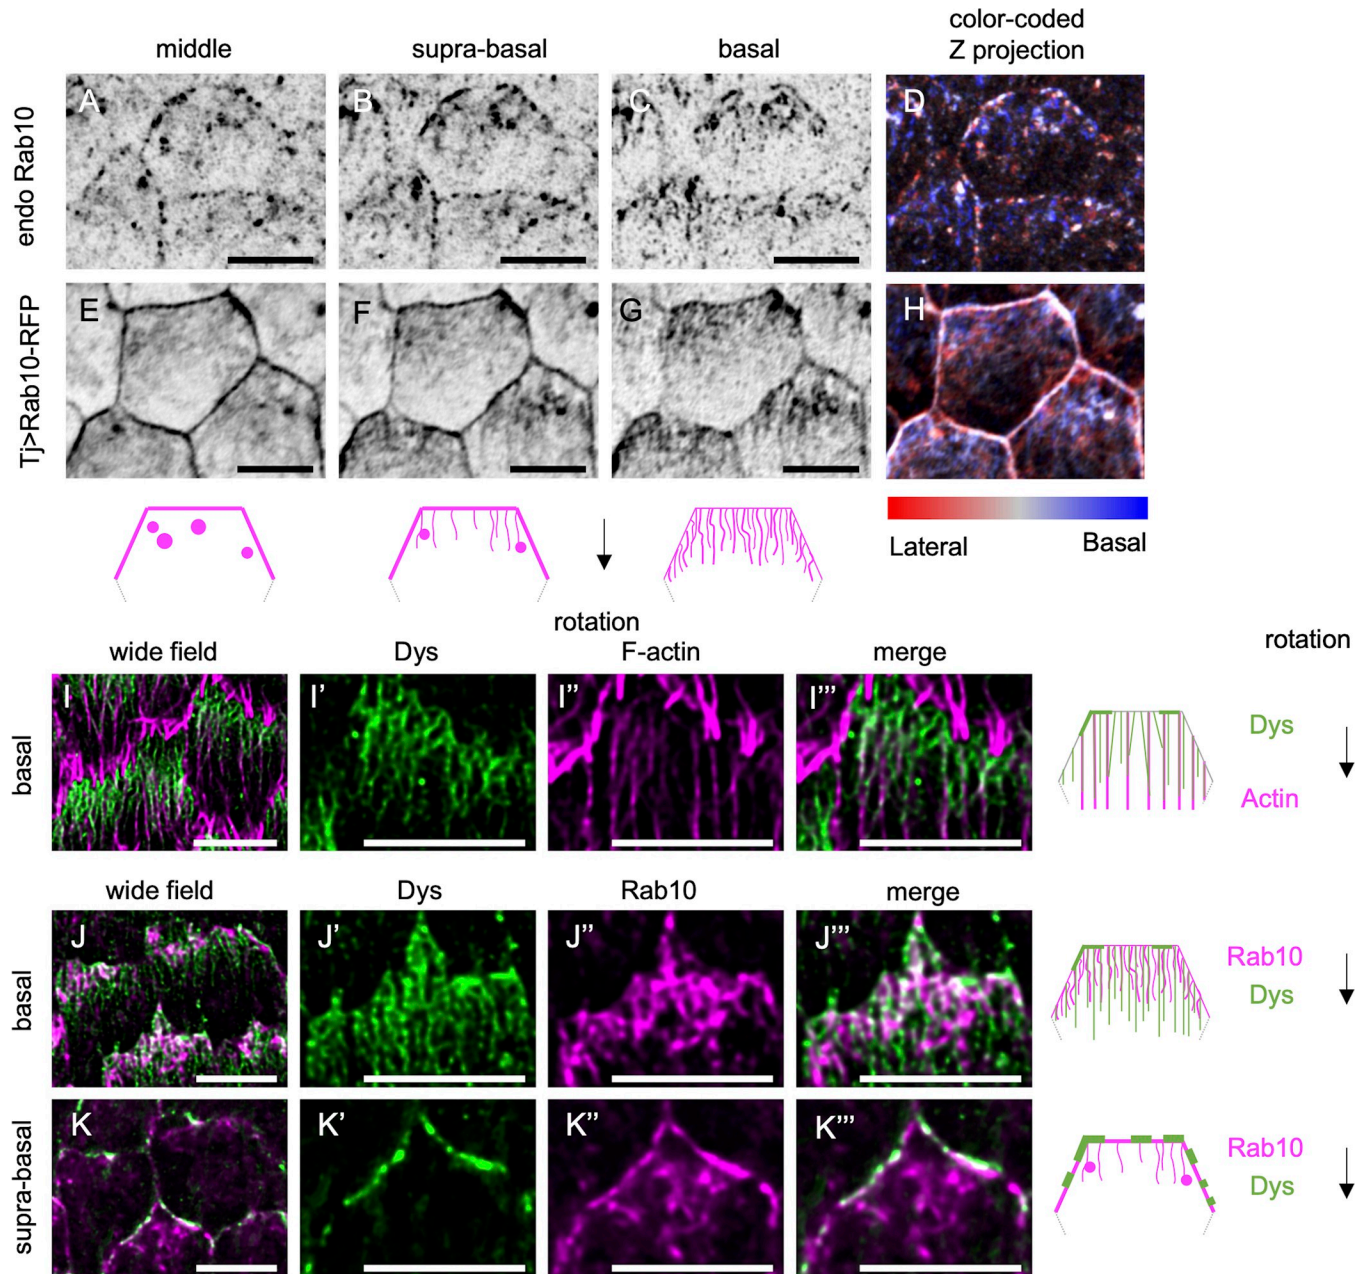 color-coded
middle supra-basal basal Z projection
endo Rab10
A B C D
Tj>Rab10-RFP
E F G H
Lateral Basal
rotation
wide field Dys F-actin merge rotation
basal
I I’ I’’ I’’’
Dys
Actin
wide field Dys Rab10 merge
basal
J J’ J’’ J’’’
Rab10
Dys
supra-basal
K K’ K’’ K’’’
Rab10
Dys